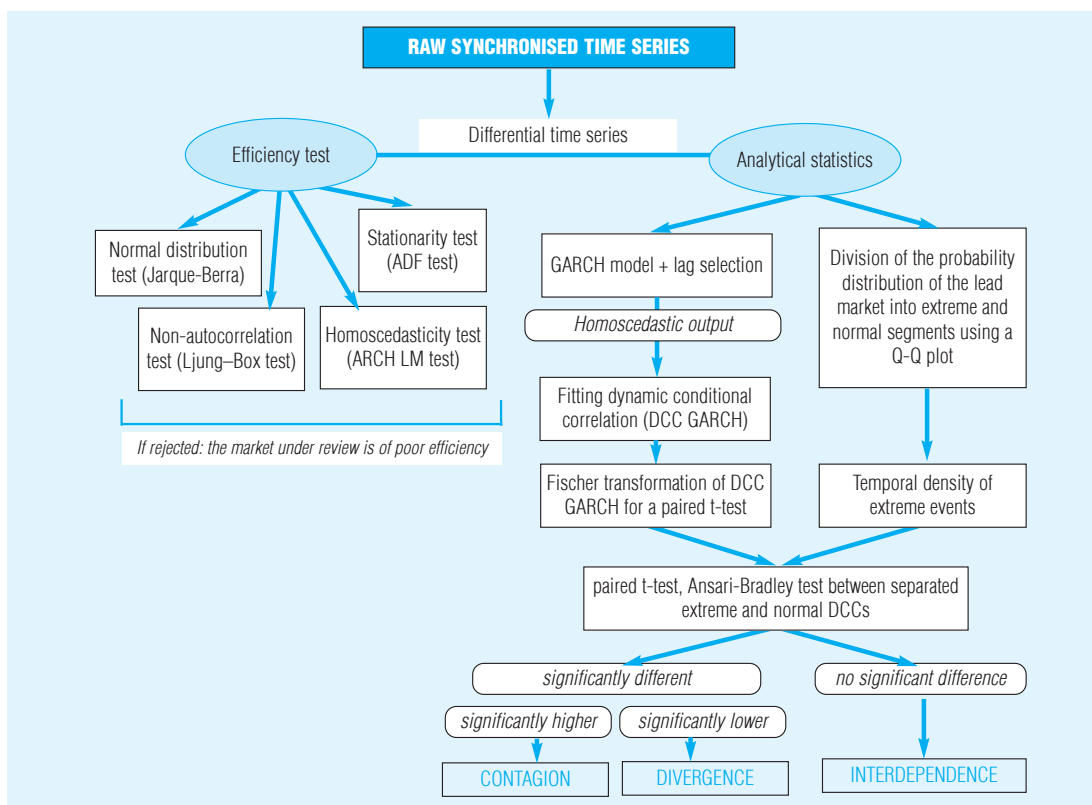 RAW SYNCHRONISED TIME SERIES
Differential time series
Efficiency test
Analytical statistics
Normal distribution
test (Jarque-Berra)
Stationarity test
(ADF test)
Non-autocorrelation
test (Ljung–Box test)
Homoscedasticity test
(ARCH LM test)
If rejected: the market under review is of poor efficiency
GARCH model + lag selection
Homoscedastic output
Fitting dynamic conditional
correlation (DCC GARCH)
Fischer transformation of DCC
GARCH for a paired t-test
Division of the probability
distribution of the lead
market into extreme and
normal segments using a
Q-Q plot
Temporal density of
extreme events
paired t-test, Ansari-Bradley test between separated
extreme and normal DCCs
significantly different
no significant difference
significantly higher
significantly lower
CONTAGION
DIVERGENCE
INTERDEPENDENCE